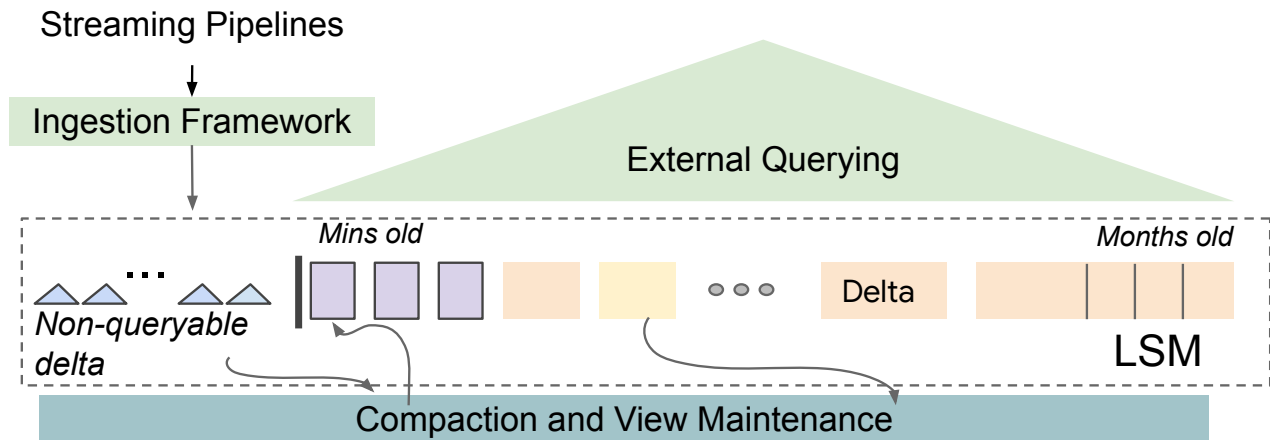 Streaming Pipelines
Ingestion Framework
External Querying
Mins old
Months old
...
Delta
Non-queryable
delta
LSM
Compaction and View Maintenance